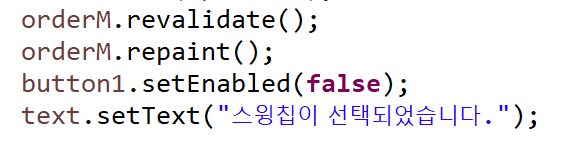 orderM.revalidate();
orderM.repaint();
button1.setEnabled(false);
text.setText("스윙칩이 선택되었습니다.");